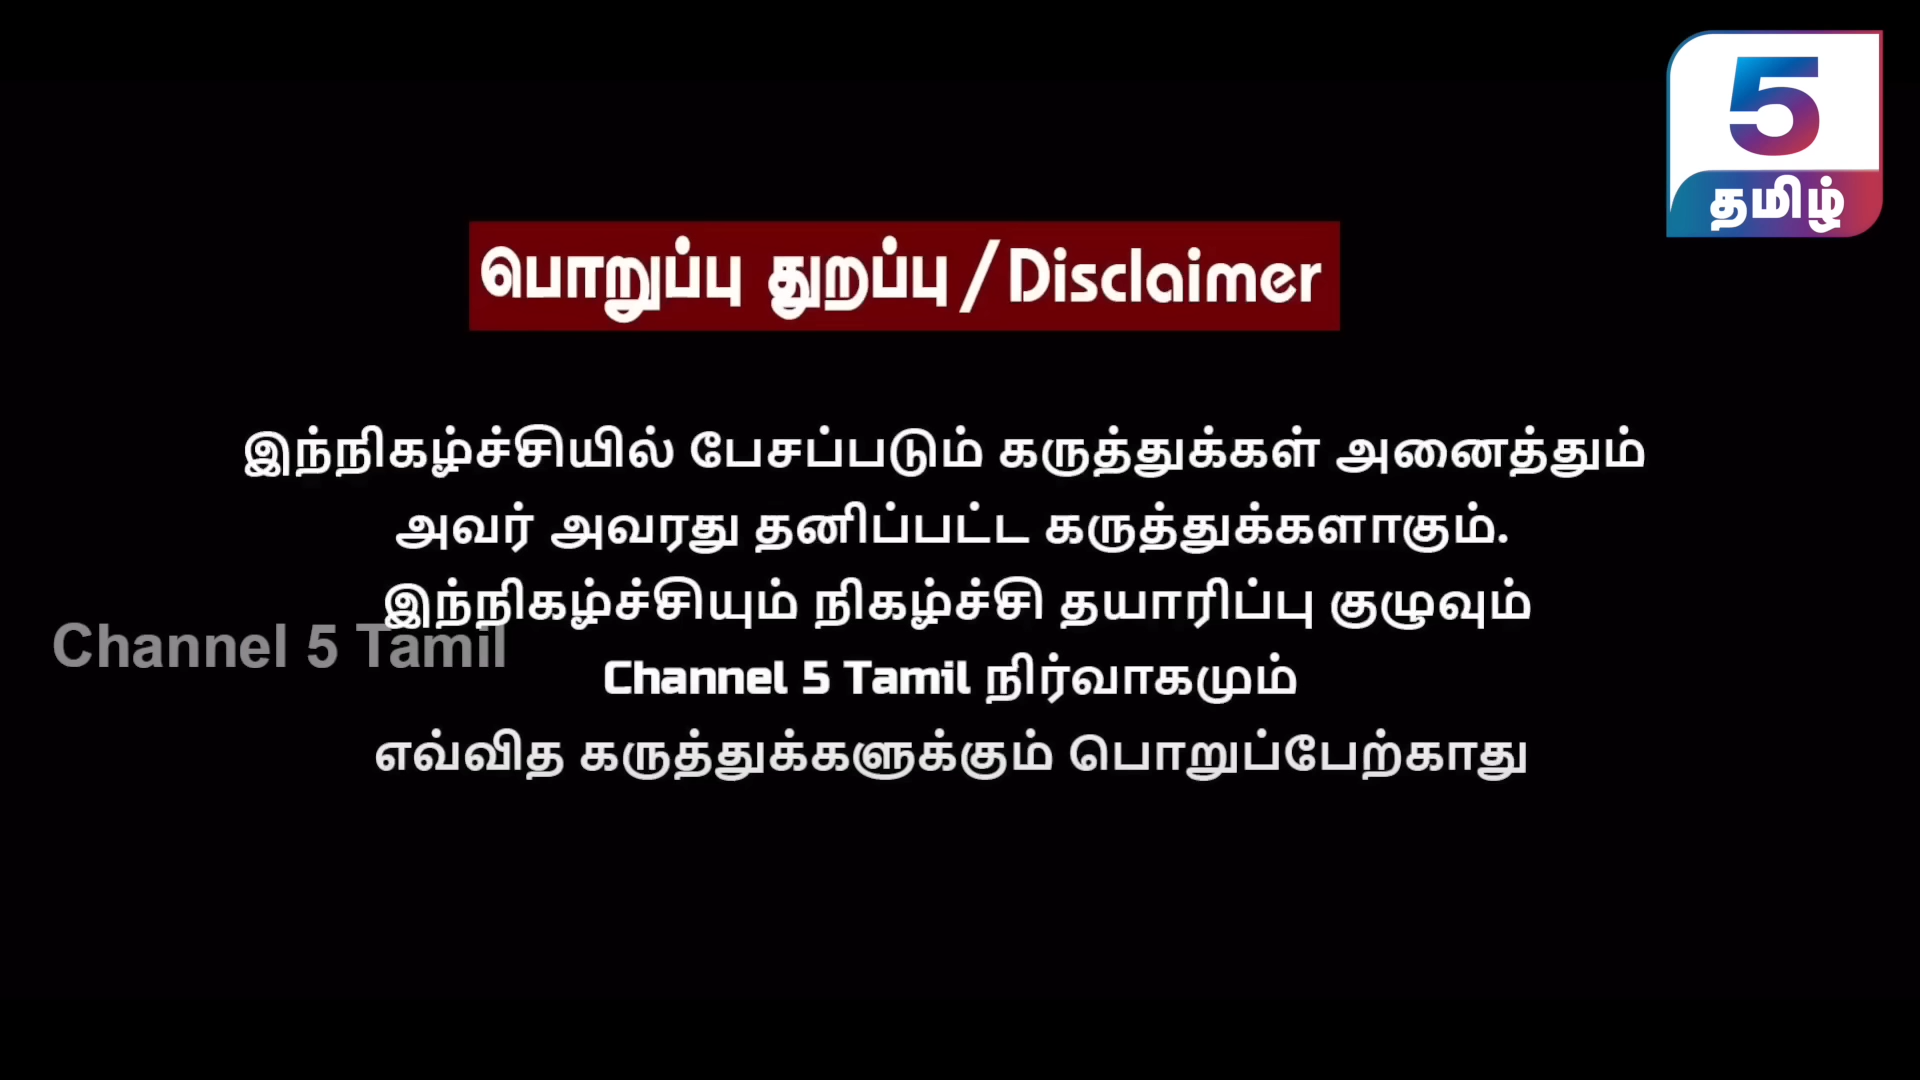 5
தமிழ்
பொறுப்பு துறப்பு / Disclaimer
இந்நிகழ்ச்சியில் பேசப்படும் கருத்துக்கள் அனைத்தும்
அவர் அவரது தனிப்பட்ட கருத்துக்களாகும்.
இந்நிகழ்ச்சியும் நிகழ்ச்சி தயாரிப்பு குழுவும்
Channel 5 Tamil
Channel 5 Tamil நிர்வாகமும்
எவ்வித கருத்துக்களுக்கும் பொறுப்பேற்காது